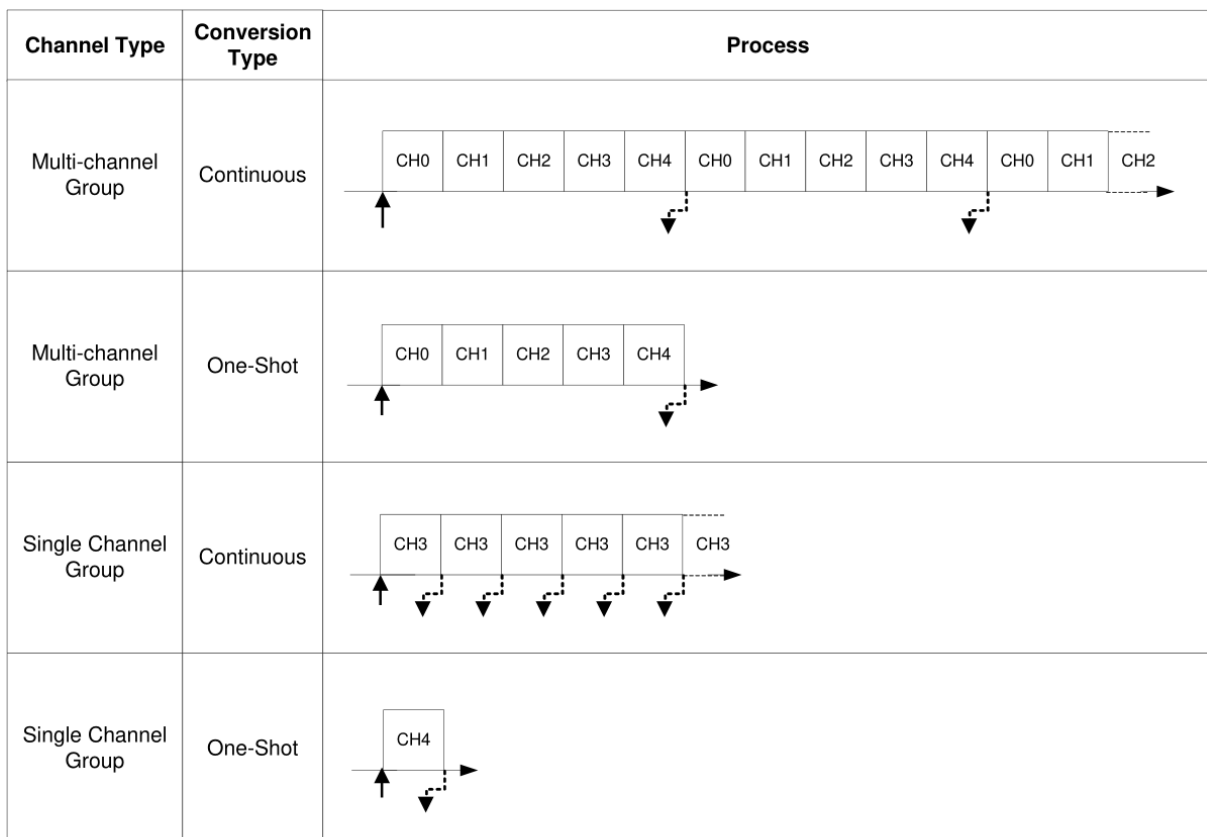 Channel Type
Conversion
Type
Process
Multi-channel
Group
Continuous
CH0 CH1 CH2 CH3 CH4 CH0 CH1 CH2 CH3 CH4 CH0 CH1 CH2
Multi-channel
Group
One-Shot
CH0 CH1 CH2 CH3 CH4
Single Channel
Group
Continuous
CH3 CH3 CH3 CH3 CH3 CH3
Single Channel
Group
One-Shot
CH4